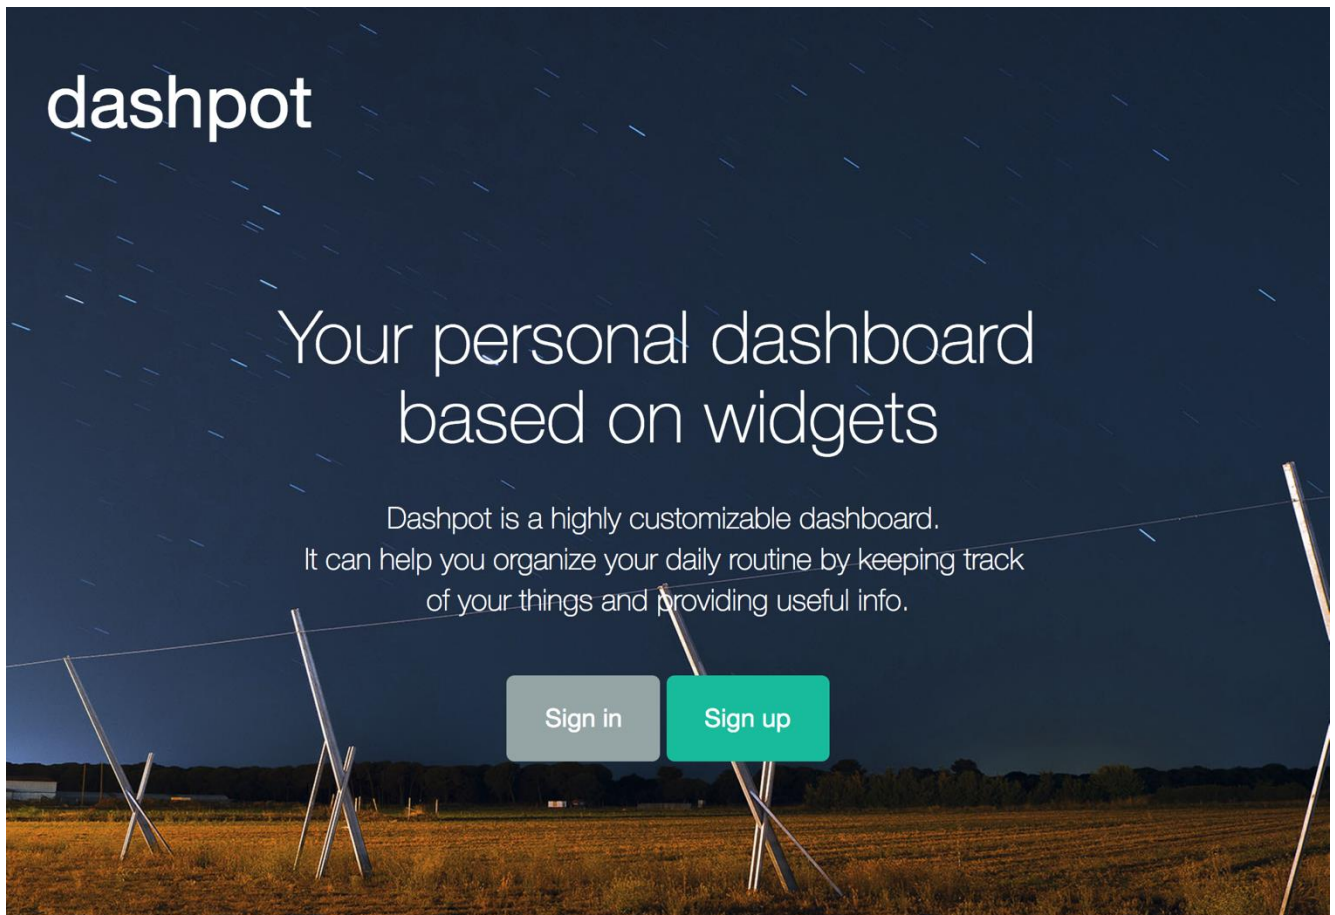 dashpot
Your personal dashboard
based on widgets
Dashpot is a highly customizable dashboard.
It can help you organize your daily routine by keeping track
of your things and providing useful info.
Sign in
Sign up